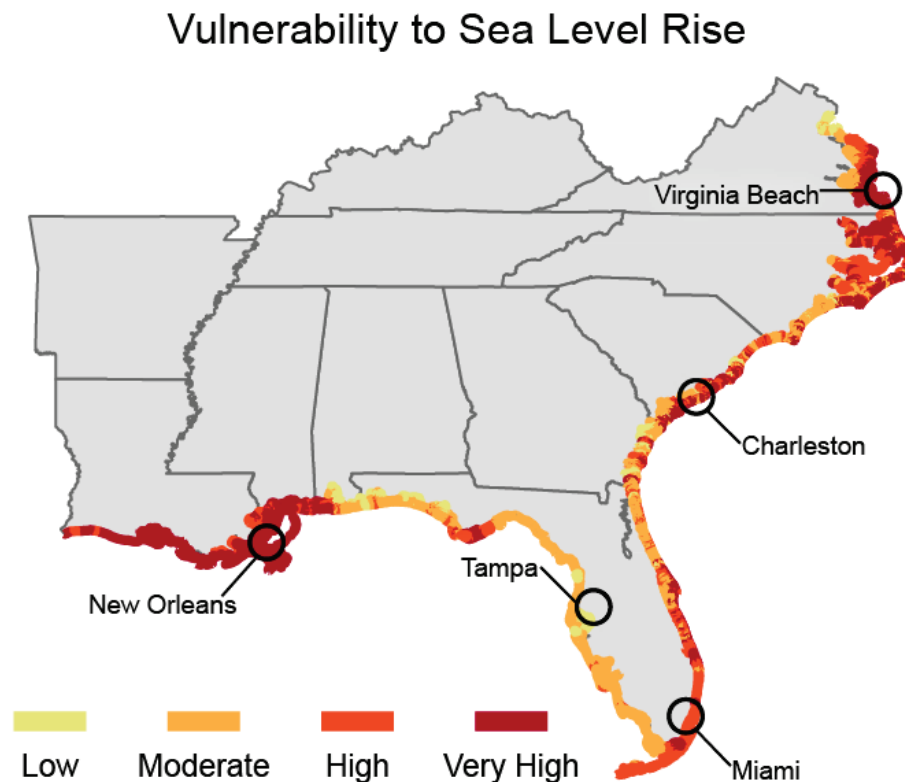 Vulnerability to Sea Level Rise
Virginia Beach
Charleston
Tampa
New Orleans
Miami
Low
Moderate
High
Very High